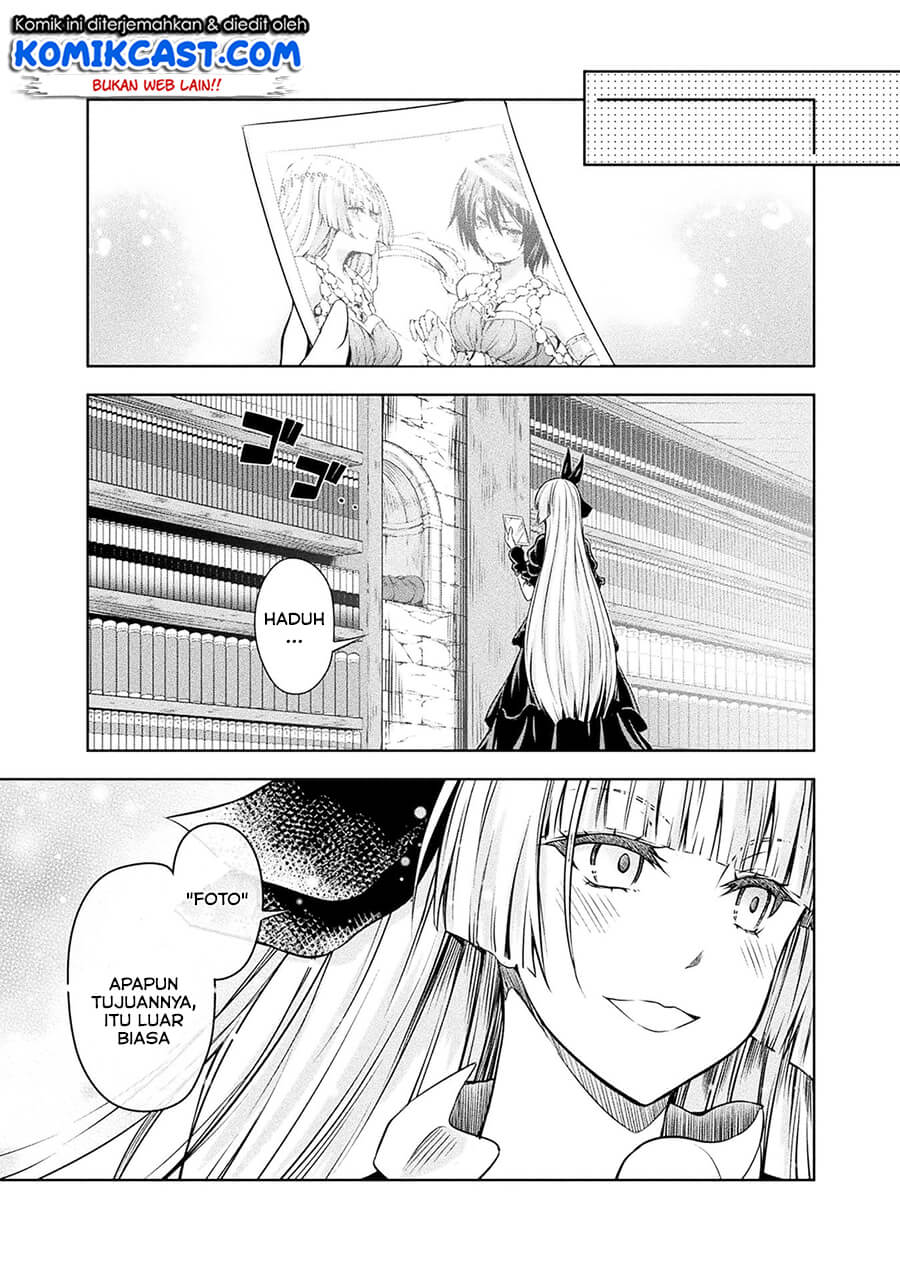 Komik ini diterjemahkan & diedit oleh
KOMIKCAST.COM
BUKAN WEB LAIN!!
ゴ
ゴ…
HADUH
...
"FOTO"
APAPUN
TUJUANNYA,
ITU LUAR
BIASA